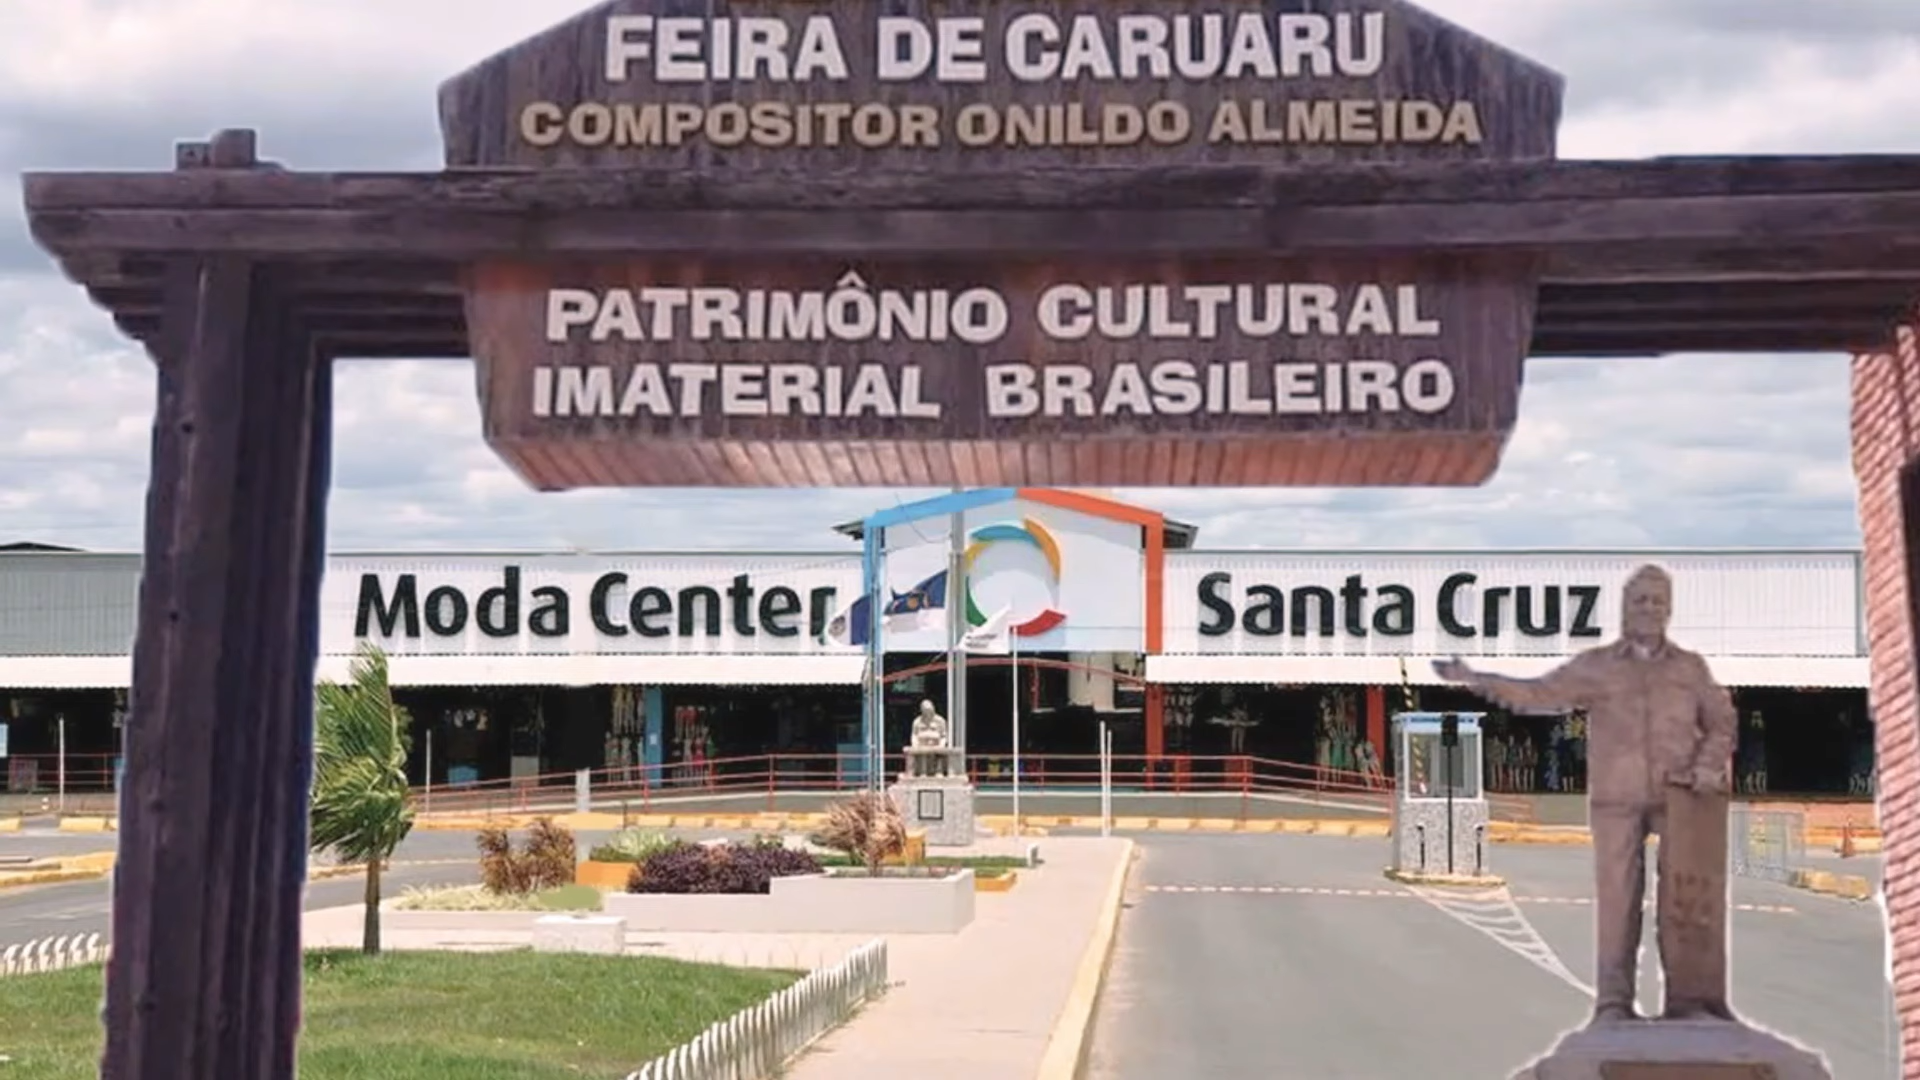 FEIRA DE CARUARU
COMPOSITOR ONILDO ALMEIDA
PATRIMÔNIO CULTURAL
IMATERIAL BRASILEIRO
Moda Center
Santa Cruz